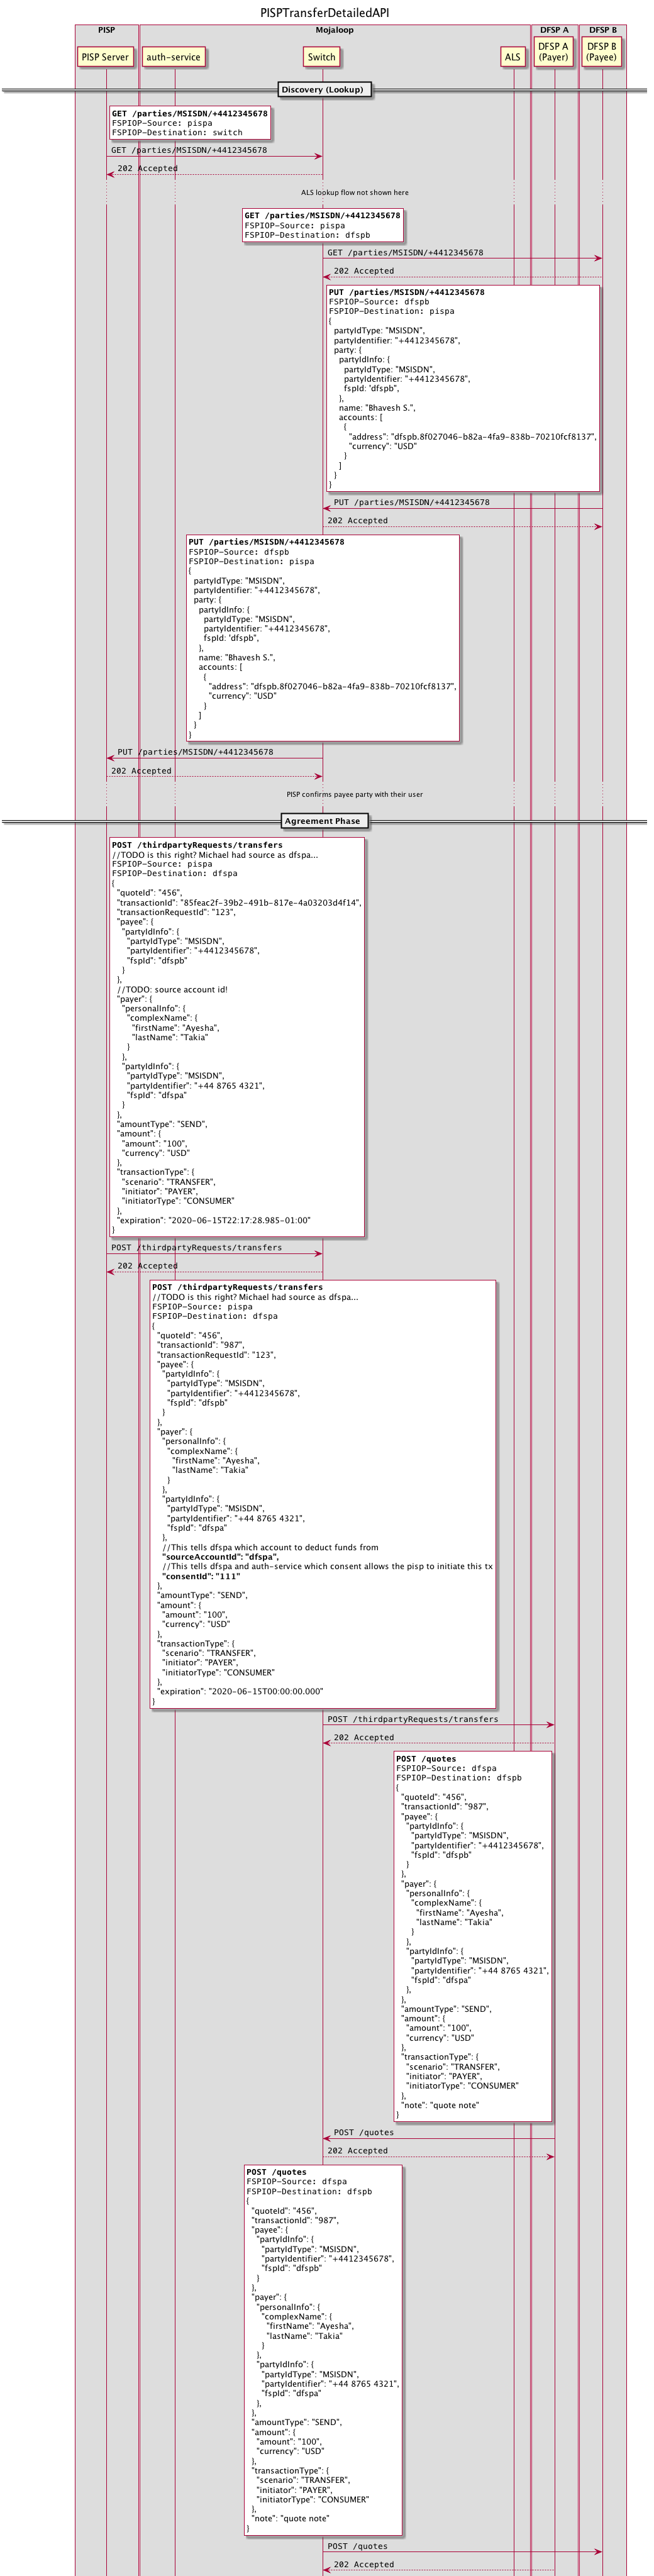 PISPTransferDetailedAPI
PISP
Mojaloop
DFSP A
DFSP B
PISP Server
auth-service
Switch
ALS
DFSP A
(Payer)
DFSP B
(Payee)
Discovery (Lookup)
GET /parties/MSISDN/+4412345678
FSPIOP-Source: pispa
FSPIOP-Destination: switch
GET /parties/MSISDN/+4412345678
202 Accepted
ALS lookup flow not shown here
GET /parties/MSISDN/+4412345678
FSPIOP-Source: pispa
FSPIOP-Destination: dfspb
GET /parties/MSISDN/+4412345678
202 Accepted
PUT /parties/MSISDN/+4412345678
FSPIOP-Source: dfspb
FSPIOP-Destination: pispa
{
partyIdType: "MSISDN",
partyIdentifier: "+4412345678",
party: {
partyIdInfo: {
partyIdType: "MSISDN",
partyIdentifier: "+4412345678",
fspId: 'dfspb",
},
name: "Bhavesh S.",
accounts: [
{
"address": "dfspb.8f027046-b82a-4fa9-838b-70210fcf8137",
"currency": "USD"
}
]
}
}
PUT /parties/MSISDN/+4412345678
202 Accepted
PUT /parties/MSISDN/+4412345678
FSPIOP-Source: dfspb
FSPIOP-Destination: pispa
{
partyIdType: "MSISDN",
partyIdentifier: "+4412345678",
party: {
partyIdInfo: {
partyIdType: "MSISDN",
partyIdentifier: "+4412345678",
fspId: 'dfspb",
},
name: "Bhavesh S.",
accounts: [
{
"address": "dfspb.8f027046-b82a-4fa9-838b-70210fcf8137",
"currency": "USD"
}
]
}
}
PUT /parties/MSISDN/+4412345678
202 Accepted
PISP confirms payee party with their user
Agreement Phase
POST /thirdpartyRequests/transfers
//TODO is this right? Michael had source as dfspa...
FSPIOP-Source: pispa
FSPIOP-Destination: dfspa
{
"quoteId": "456",
"transactionId": "85feac2f-39b2-491b-817e-4a03203d4f14",
"transactionRequestId": "123",
"payee": {
"partyIdInfo": {
"partyIdType": "MSISDN",
"partyIdentifier": "+4412345678",
"fspId": "dfspb"
}
},
//TODO: source account id!
"payer": {
"personalInfo": {
"complexName": {
"firstName": "Ayesha",
"lastName": "Takia"
}
},
"partyIdInfo": {
"partyIdType": "MSISDN",
"partyIdentifier": "+44 8765 4321",
"fspId": "dfspa"
}
},
"amountType": "SEND",
"amount": {
"amount": "100",
"currency": "USD"
},
"transactionType": {
"scenario": "TRANSFER",
"initiator": "PAYER",
"initiatorType": "CONSUMER"
},
"expiration": "2020-06-15T22:17:28.985-01:00"
}
POST /thirdpartyRequests/transfers
202 Accepted
POST /thirdpartyRequests/transfers
//TODO is this right? Michael had source as dfspa...
FSPIOP-Source: pispa
FSPIOP-Destination: dfspa
{
"quoteId": "456",
"transactionId": "987",
"transactionRequestId": "123",
"payee": {
"partyIdInfo": {
"partyIdType": "MSISDN",
"partyIdentifier": "+4412345678",
"fspId": "dfspb"
}
},
"payer": {
"personalInfo": {
"complexName": {
"firstName": "Ayesha",
"lastName": "Takia"
}
},
"partyIdInfo": {
"partyIdType": "MSISDN",
"partyIdentifier": "+44 8765 4321",
"fspId": "dfspa"
},
//This tells dfspa which account to deduct funds from
"sourceAccountId": "dfspa",
//This tells dfspa and auth-service which consent allows the pisp to initiate this tx
"consentId": "111"
},
"amountType": "SEND",
"amount": {
"amount": "100",
"currency": "USD"
},
"transactionType": {
"scenario": "TRANSFER",
"initiator": "PAYER",
"initiatorType": "CONSUMER"
},
"expiration": "2020-06-15T00:00:00.000"
}
POST /thirdpartyRequests/transfers
202 Accepted
POST /quotes
FSPIOP-Source: dfspa
FSPIOP-Destination: dfspb
{
"quoteId": "456",
"transactionId": "987",
"payee": {
"partyIdInfo": {
"partyIdType": "MSISDN",
"partyIdentifier": "+4412345678",
"fspId": "dfspb"
}
},
"payer": {
"personalInfo": {
"complexName": {
"firstName": "Ayesha",
"lastName": "Takia"
}
},
"partyIdInfo": {
"partyIdType": "MSISDN",
"partyIdentifier": "+44 8765 4321",
"fspId": "dfspa"
},
},
"amountType": "SEND",
"amount": {
"amount": "100",
"currency": "USD"
},
"transactionType": {
"scenario": "TRANSFER",
"initiator": "PAYER",
"initiatorType": "CONSUMER"
},
"note": "quote note"
}
POST /quotes
202 Accepted
POST /quotes
FSPIOP-Source: dfspa
FSPIOP-Destination: dfspb
{
"quoteId": "456",
"transactionId": "987",
"payee": {
"partyIdInfo": {
"partyIdType": "MSISDN",
"partyIdentifier": "+4412345678",
"fspId": "dfspb"
}
},
"payer": {
"personalInfo": {
"complexName": {
"firstName": "Ayesha",
"lastName": "Takia"
}
},
"partyIdInfo": {
"partyIdType": "MSISDN",
"partyIdentifier": "+44 8765 4321",
"fspId": "dfspa"
},
},
"amountType": "SEND",
"amount": {
"amount": "100",
"currency": "USD"
},
"transactionType": {
"scenario": "TRANSFER",
"initiator": "PAYER",
"initiatorType": "CONSUMER"
},
"note": "quote note"
}
POST /quotes
202 Accepted